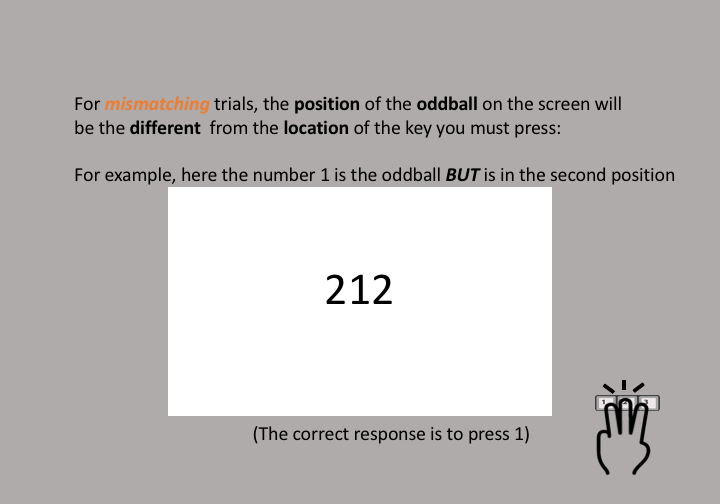 For mismatching trials, the position of the oddball on the screen will
be the different from the location of the key you must press:
For example, here the number 1 is the oddball BUT is in the second position
212
1 2 3
(The correct response is to press 1)